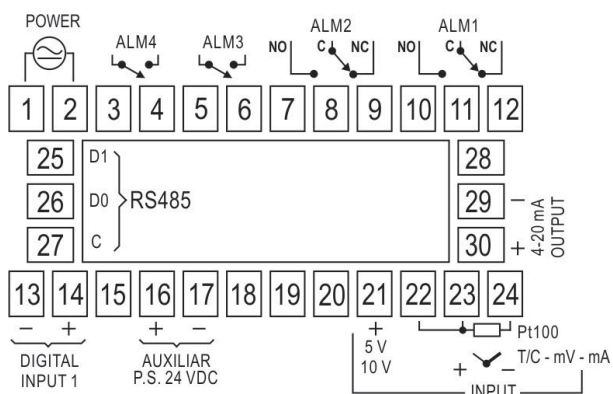 POWER
ALM4
ALM3
ALM2
ALM1
NO C NC
NO C NC
1 2 3 4 5 6 7 8 9 10 11 12
25 D1 28
26 D0 RS485 29 −
27 C 30 +
4-20 mA
OUTPUT
13 14 15 16 17 18 19 20 21 22 23 24
− + + − +
DIGITAL
INPUT 1
AUXILIAR
P.S. 24 VDC
5 V
10 V
Pt100
+ − T/C - mV - mA
INPUT